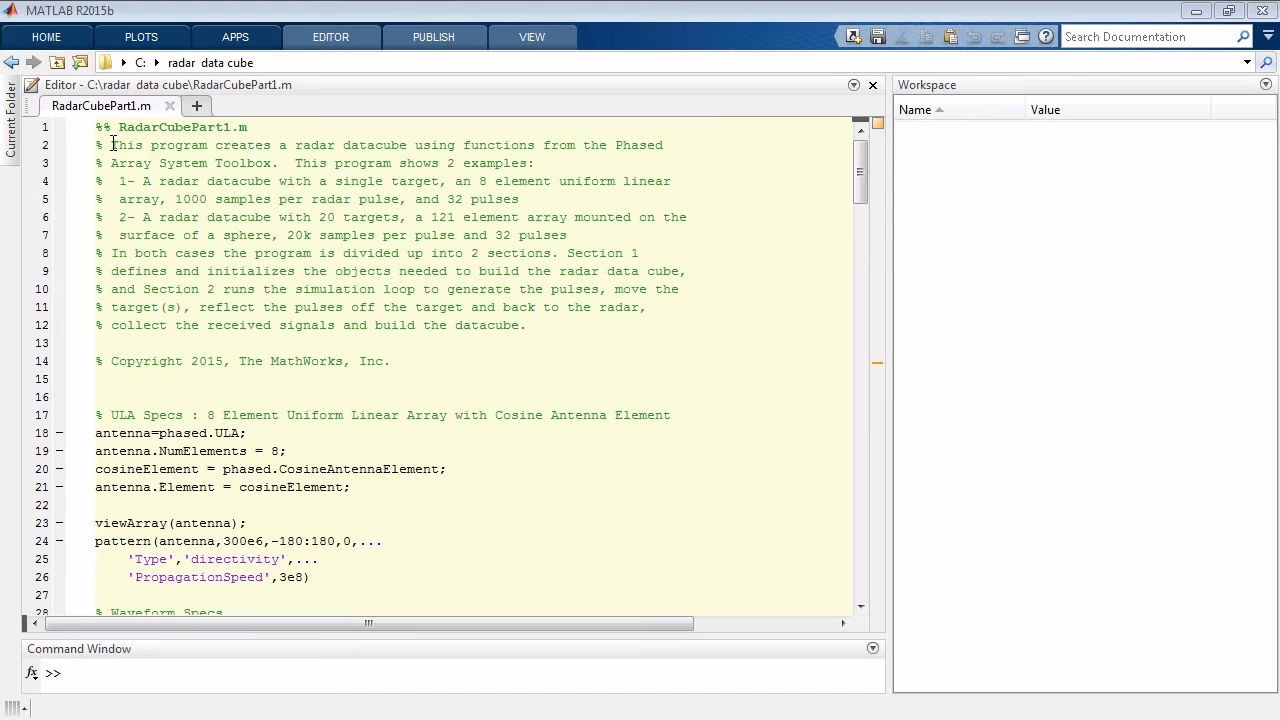 MATLAB R2015b
HOME PLOTS APPS EDITOR PUBLISH VIEW Search Documentation
C: radar data cube
Current Folder
Editor - C:\radar data cube\RadarCubePart1.m
RadarCubePart1.m
1 %% RadarCubePart1.m
2 % This program creates a radar datacube using functions from the Phased
3 % Array System Toolbox.  This program shows 2 examples:
4 %  1- A radar datacube with a single target, an 8 element uniform linear
5 %  array, 1000 samples per radar pulse, and 32 pulses
6 %  2- A radar datacube with 20 targets, a 121 element array mounted on the
7 %  surface of a sphere, 20k samples per pulse and 32 pulses
8 % In both cases the program is divided up into 2 sections. Section 1
9 % defines and initializes the objects needed to build the radar data cube,
10 % and Section 2 runs the simulation loop to generate the pulses, move the
11 % target(s), reflect the pulses off the target and back to the radar,
12 % collect the received signals and build the datacube.
13
14 % Copyright 2015, The MathWorks, Inc.
15
16
17 % ULA Specs : 8 Element Uniform Linear Array with Cosine Antenna Element
18 antenna=phased.ULA;
19 antenna.NumElements = 8;
20 cosineElement = phased.CosineAntennaElement;
21 antenna.Element = cosineElement;
22
23 viewArray(antenna);
24 pattern(antenna,300e6,-180:180,0,...
25     'Type','directivity',...
26     'PropagationSpeed',3e8)
27
28 % Waveform Specs
Command Window
fx >>
Workspace
Name Value